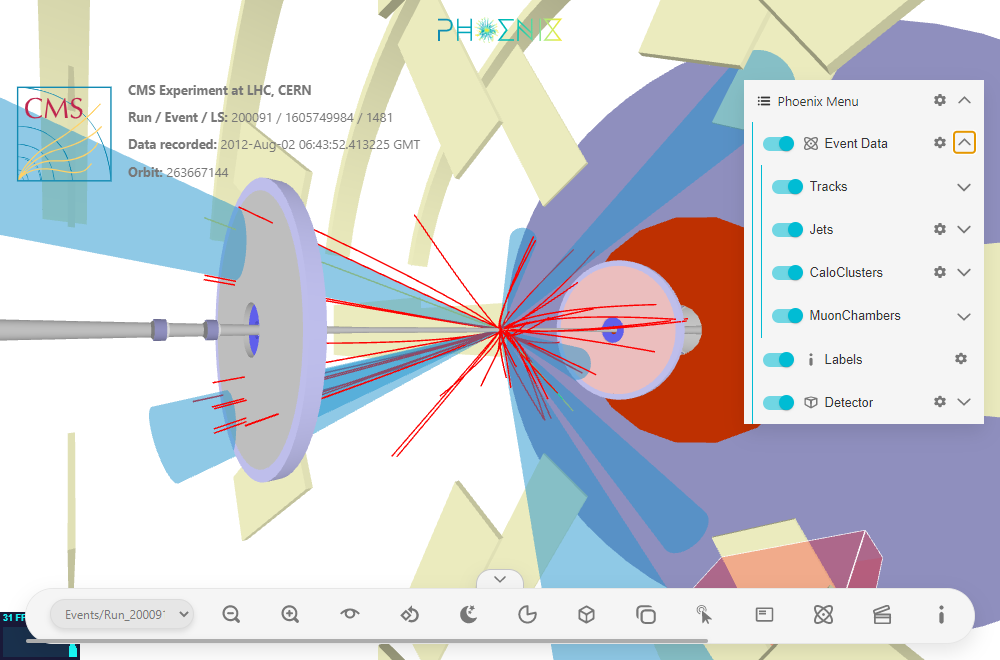 PHOENIX
CMS
CMS Experiment at LHC, CERN
Run / Event / LS: 200091 / 1605749984 / 1481
Data recorded: 2012-Aug-02 06:43:52.413225 GMT
Orbit: 263667144
Phoenix Menu
Event Data
Tracks
Jets
CaloClusters
MuonChambers
Labels
Detector
31 FP
Events/Run_20009